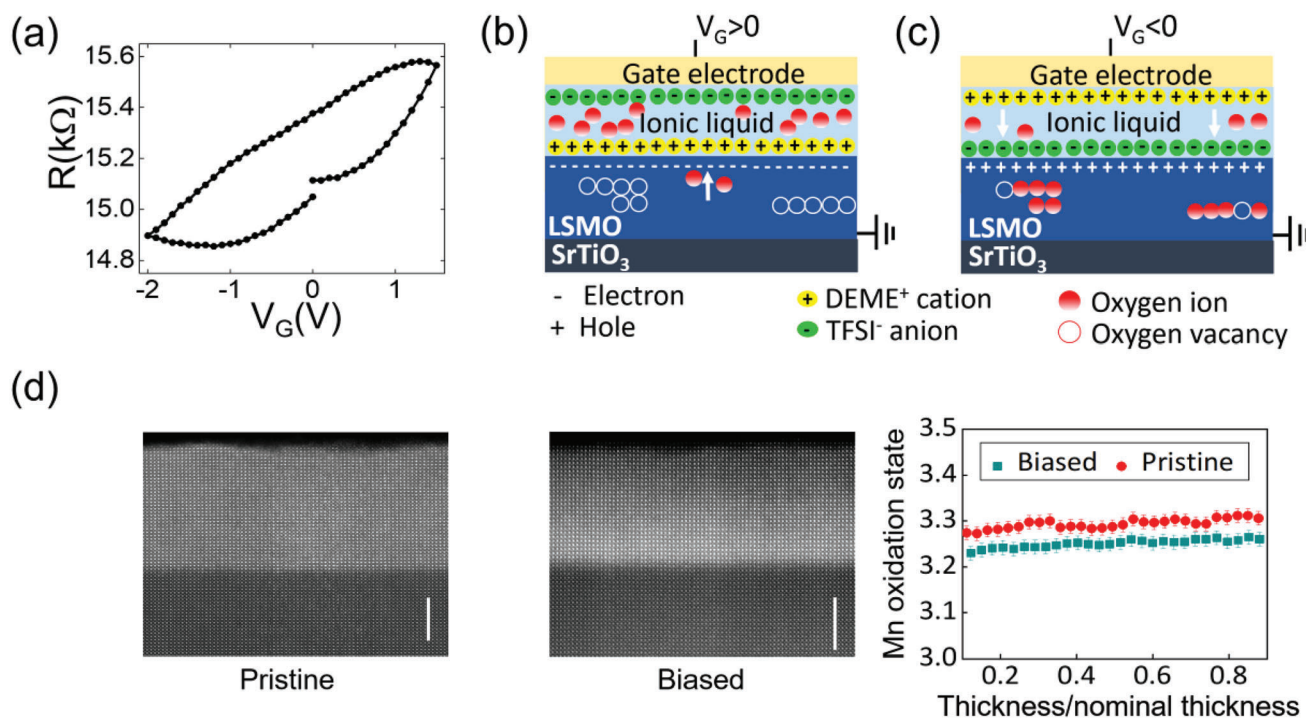 (a)
R(kΩ)
15.6
15.4
15.2
15.0
14.8
-2
-1
0
1
V_G(V)
(b)
V_G>0
Gate electrode
Ionic liquid
LSMO
SrTiO₃
(c)
V_G<0
Gate electrode
Ionic liquid
LSMO
SrTiO₃
- Electron
+ Hole
DEME⁺ cation
TFSI⁻ anion
Oxygen ion
Oxygen vacancy
(d)
Pristine
Biased
Mn oxidation state
3.5
3.4
3.3
3.2
3.1
3.0
Biased
Pristine
0.2
0.4
0.6
0.8
Thickness/nominal thickness